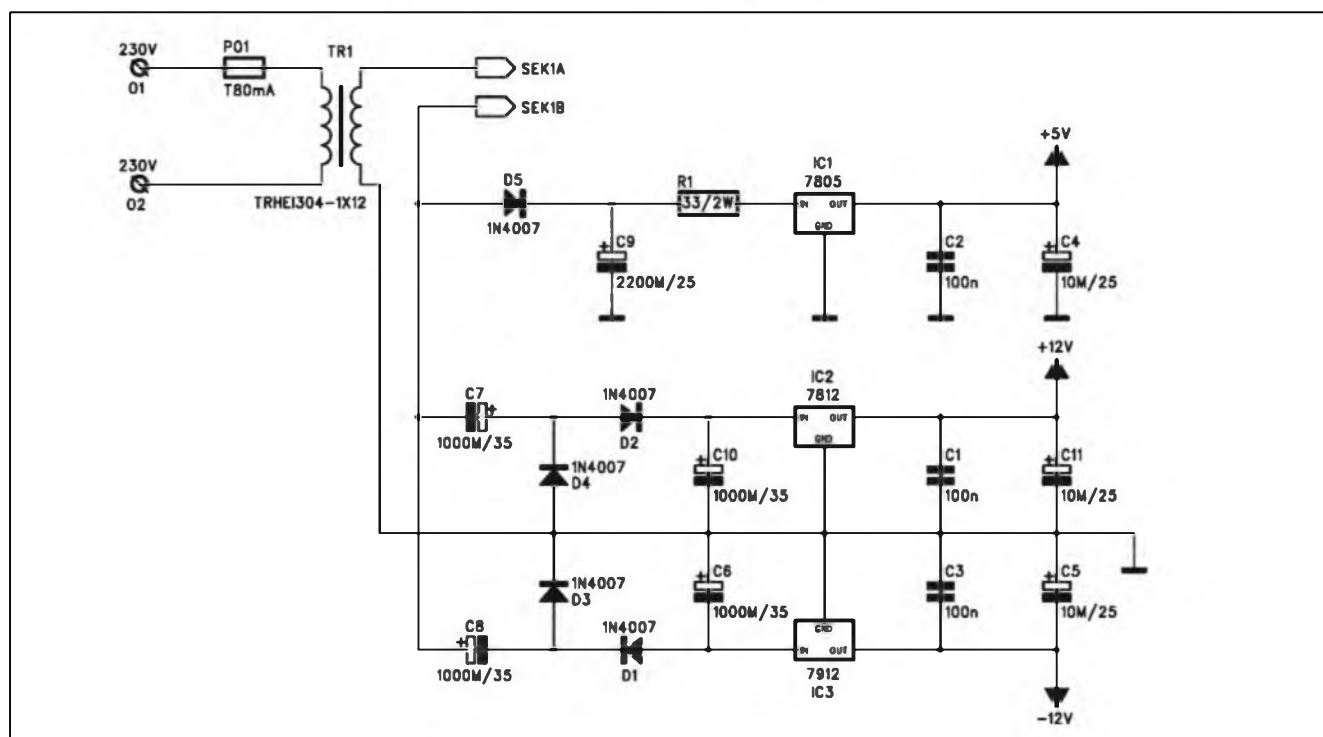 230V
O1
P01
T80mA
TR1
SEK1A
SEK1B
230V
O2
TRHEI304-1X12
D5
1N4007
R1
33/2W
IC1
7805
IN OUT
GND
+5V
C9
2200M/25
C2
100n
C4
10M/25
C7
1000M/35
1N4007
D2
1N4007
D4
C10
1000M/35
IC2
7812
IN OUT
GND
+12V
C1
100n
C11
10M/25
1N4007
D3
C6
1000M/35
C3
100n
C5
10M/25
C8
1000M/35
1N4007
D1
GND
IN OUT
7912
IC3
-12V